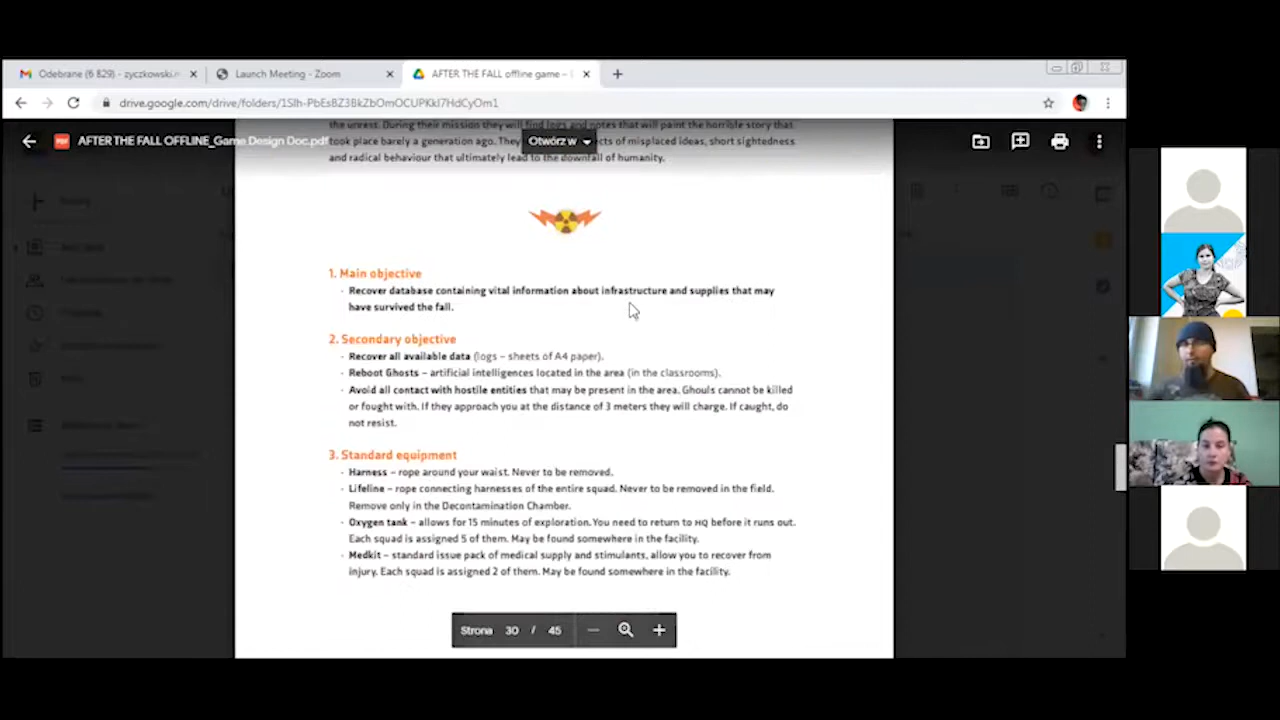 Odebrane (6 829) - zyczkowski.r
Launch Meeting - Zoom
AFTER THE FALL offline game –
drive.google.com/drive/folders/
AFTER THE FALL OFFLINE_Game Design Doc.pdf
Otwórz w
the unrest. During their mission they will find logs and notes that will paint the horrible story that
took place barely a generation ago. They of misplaced ideas, short sightedness
and radical behaviour that ultimately lead to the downfall of humanity.
1. Main objective
· Recover database containing vital information about infrastructure and supplies that may
have survived the fall.
2. Secondary objective
· Recover all available data (logs – sheets of A4 paper).
· Reboot Ghosts – artificial intelligences located in the area (in the classrooms).
· Avoid all contact with hostile entities that may be present in the area. Ghouls cannot be killed
or fought with. If they approach you at the distance of 3 meters they will charge. If caught, do
not resist.
3. Standard equipment
· Harness – rope around your waist. Never to be removed.
· Lifeline – rope connecting harnesses of the entire squad. Never to be removed in the field.
Remove only in the Decontamination Chamber.
· Oxygen tank – allows for 15 minutes of exploration. You need to return to HQ before it runs out.
Each squad is assigned 5 of them. May be found somewhere in the facility.
· Medkit – standard issue pack of medical supply and stimulants, allow you to recover from
injury. Each squad is assigned 2 of them. May be found somewhere in the facility.
Strona 30 / 45